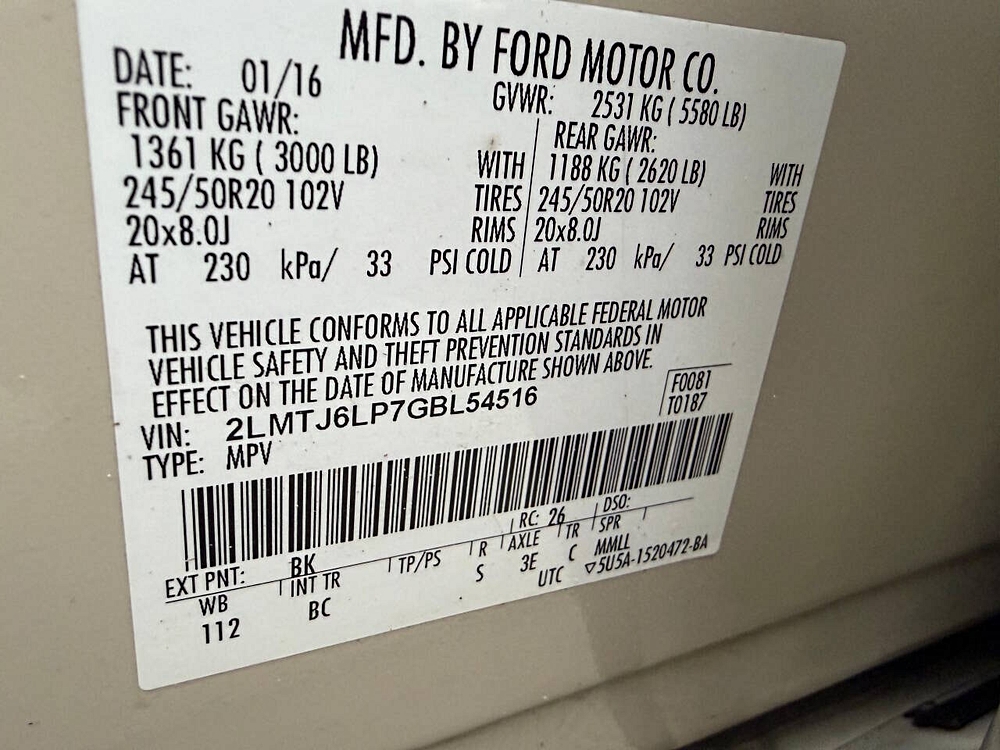 MFD. BY FORD MOTOR CO.
DATE: 01/16 GVWR: 2531 KG ( 5580 LB)
FRONT GAWR: REAR GAWR:
1361 KG ( 3000 LB) WITH 1188 KG ( 2620 LB) WITH
245/50R20 102V TIRES 245/50R20 102V TIRES
20x8.0J RIMS 20x8.0J RIMS
AT 230 kPa/ 33 PSI COLD AT 230 kPa/ 33 PSI COLD
THIS VEHICLE CONFORMS TO ALL APPLICABLE FEDERAL MOTOR
VEHICLE SAFETY AND THEFT PREVENTION STANDARDS IN
EFFECT ON THE DATE OF MANUFACTURE SHOWN ABOVE.
F0081
T0187
VIN: 2LMTJ6LP7GBL54516
TYPE: MPV
EXT PNT: BK RC: 26 DSO:
WB INT TR TP/PS R AXLE TR SPR
112 BC S 3E C MMLL
UTC ▽5U5A-1520472-BA